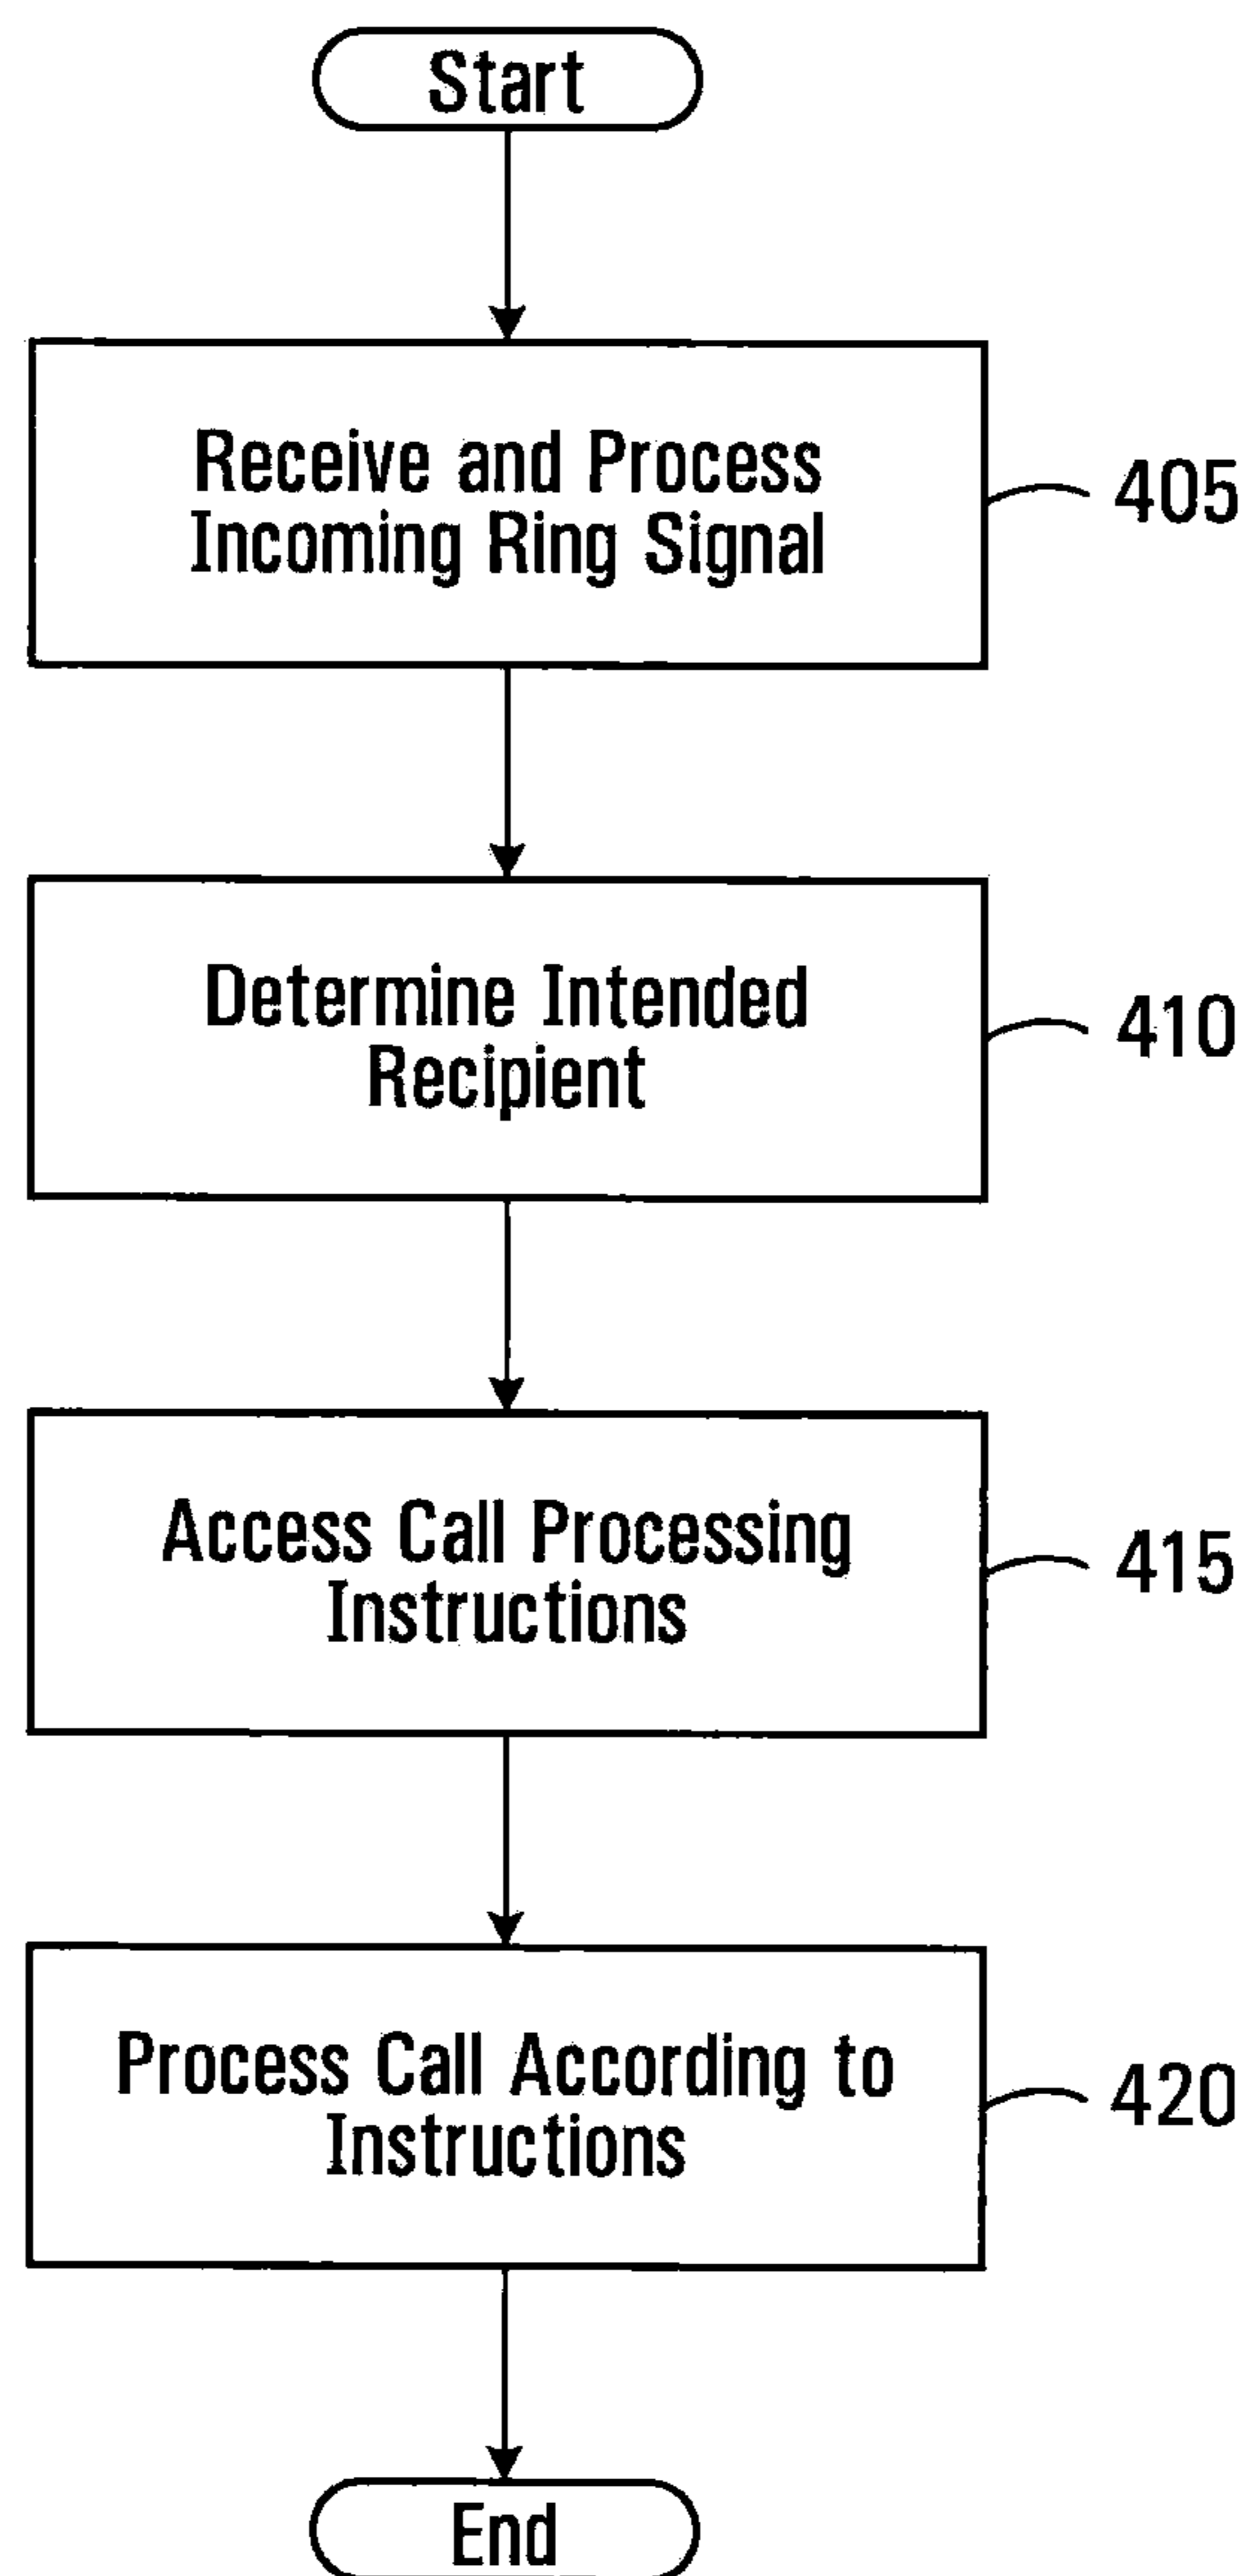 Start
Receive and Process
Incoming Ring Signal
405
Determine Intended
Recipient
410
Access Call Processing
Instructions
415
Process Call According to
Instructions
420
End